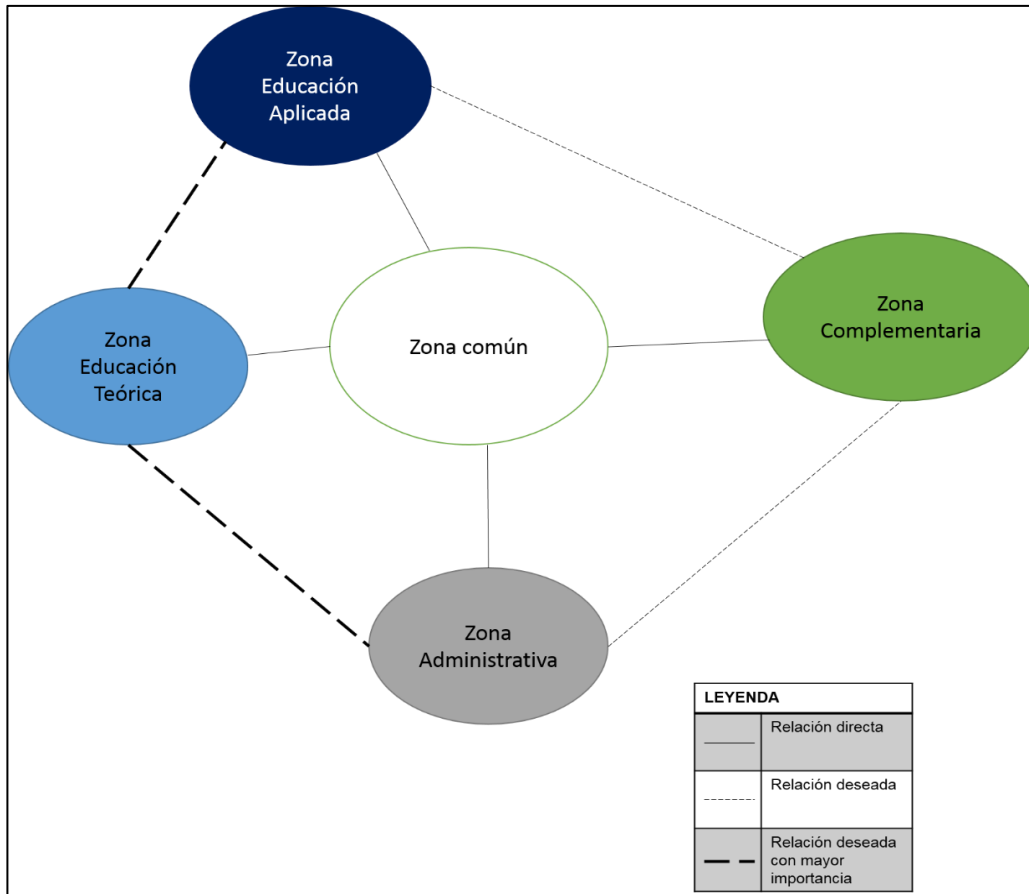 Zona
Educación
Aplicada
Zona
Complementaria
Zona
Educación
Teórica
Zona común
Zona
Administrativa
LEYENDA
Relación directa
Relación deseada
Relación deseada
con mayor
importancia